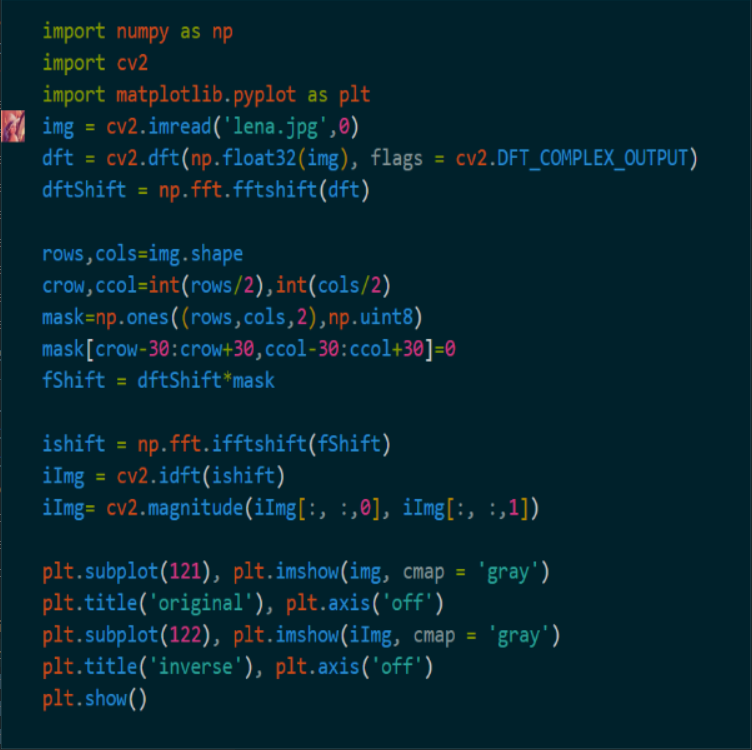 import numpy as np
import cv2
import matplotlib.pyplot as plt
img = cv2.imread('lena.jpg',0)
dft = cv2.dft(np.float32(img), flags = cv2.DFT_COMPLEX_OUTPUT)
dftShift = np.fft.fftshift(dft)
rows,cols=img.shape
crow,ccol=int(rows/2),int(cols/2)
mask=np.ones((rows,cols,2),np.uint8)
mask[crow-30:crow+30,ccol-30:ccol+30]=0
fShift = dftShift*mask
ishift = np.fft.ifftshift(fShift)
iImg = cv2.idft(ishift)
iImg= cv2.magnitude(iImg[:, :,0], iImg[:, :,1])
plt.subplot(121), plt.imshow(img, cmap = 'gray')
plt.title('original'), plt.axis('off')
plt.subplot(122), plt.imshow(iImg, cmap = 'gray')
plt.title('inverse'), plt.axis('off')
plt.show()